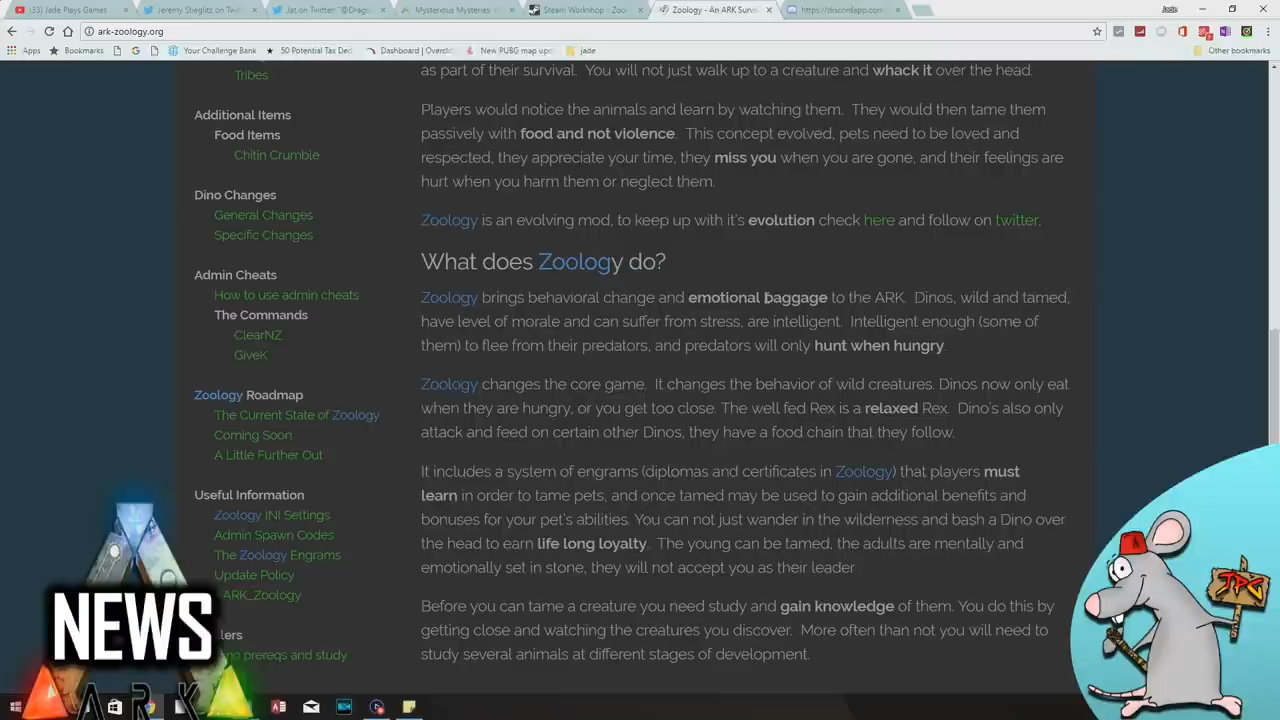 (33) Jade Plays Games
Jeremy Stieglitz on Twi
Jat on Twitter: "@Drag
Mysterious Mysteries:
Steam Workshop :: Zoo
Zoology - An ARK Surv
https://discordapp.com
Jade
ark-zoology.org
Apps
Bookmarks
Your Challenge Bank
50 Potential Tax Ded
Dashboard | Overcl
New PUBG map up
jade
Other bookmarks
Tribes
Additional Items
Food Items
Chitin Crumble
Dino Changes
General Changes
Specific Changes
Admin Cheats
How to use admin cheats
The Commands
ClearNZ
GiveK
Zoology Roadmap
The Current State of Zoology
Coming Soon
A Little Further Out
Useful Information
Zoology INI Settings
Admin Spawn Codes
The Zoology Engrams
Update Policy
ARK_Zoology
lers
no prereqs and study
as part of their survival. You will not just walk up to a creature and whack it over the head.
Players would notice the animals and learn by watching them. They would then tame them
passively with food and not violence. This concept evolved, pets need to be loved and
respected, they appreciate your time, they miss you when you are gone, and their feelings are
hurt when you harm them or neglect them.
Zoology is an evolving mod, to keep up with it's evolution check here and follow on twitter.
What does Zoology do?
Zoology brings behavioral change and emotional baggage to the ARK. Dinos, wild and tamed,
have level of morale and can suffer from stress, are intelligent. Intelligent enough (some of
them) to flee from their predators, and predators will only hunt when hungry.
Zoology changes the core game. It changes the behavior of wild creatures. Dinos now only eat
when they are hungry, or you get too close. The well fed Rex is a relaxed Rex. Dino's also only
attack and feed on certain other Dinos, they have a food chain that they follow.
It includes a system of engrams (diplomas and certificates in Zoology) that players must
learn in order to tame pets, and once tamed may be used to gain additional benefits and
bonuses for your pet's abilities. You can not just wander in the wilderness and bash a Dino over
the head to earn life long loyalty. The young can be tamed, the adults are mentally and
emotionally set in stone, they will not accept you as their leader
Before you can tame a creature you need study and gain knowledge of them. You do this by
getting close and watching the creatures you discover. More often than not you will need to
study several animals at different stages of development.
NEWS
ARK
JPG